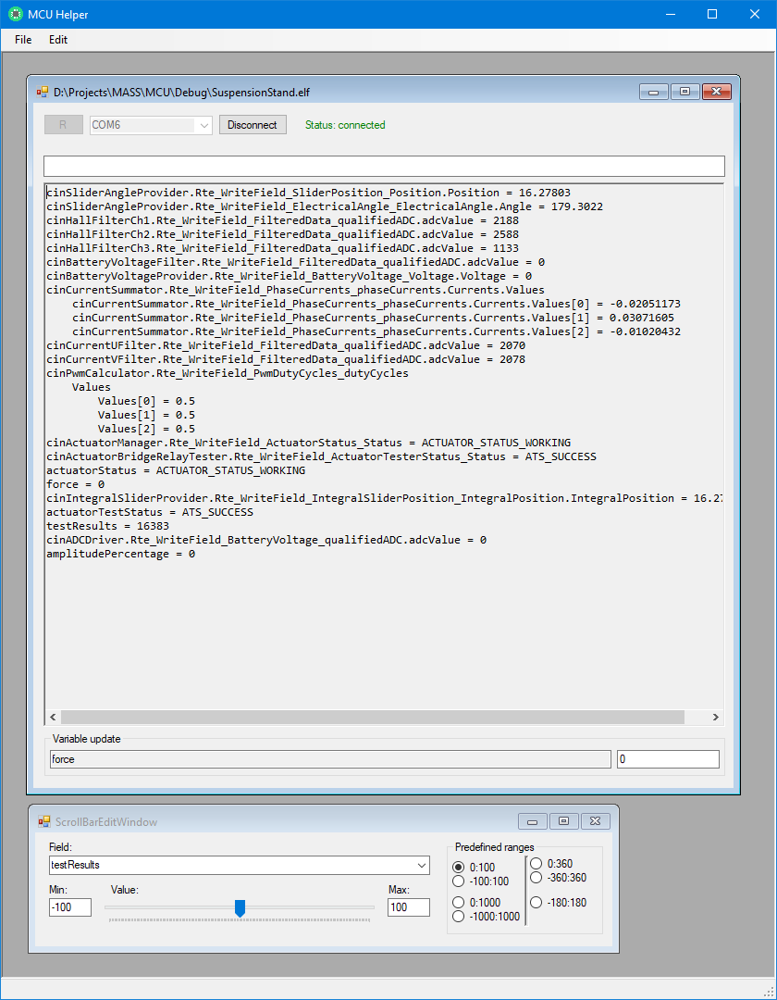 MCU Helper
File Edit
D:\Projects\MASS\MCU\Debug\SuspensionStand.elf
R COM6 Disconnect Status: connected
cinSliderAngleProvider.Rte_WriteField_SliderPosition_Position.Position = 16.27803
cinSliderAngleProvider.Rte_WriteField_ElectricalAngle_ElectricalAngle.Angle = 179.3022
cinHallFilterCh1.Rte_WriteField_FilteredData_qualifiedADC.adcValue = 2188
cinHallFilterCh2.Rte_WriteField_FilteredData_qualifiedADC.adcValue = 2588
cinHallFilterCh3.Rte_WriteField_FilteredData_qualifiedADC.adcValue = 1133
cinBatteryVoltageFilter.Rte_WriteField_FilteredData_qualifiedADC.adcValue = 0
cinBatteryVoltageProvider.Rte_WriteField_BatteryVoltage_Voltage.Voltage = 0
cinCurrentSummator.Rte_WriteField_PhaseCurrents_phaseCurrents.Currents.Values
cinCurrentSummator.Rte_WriteField_PhaseCurrents_phaseCurrents.Currents.Values[0] = -0.02051173
cinCurrentSummator.Rte_WriteField_PhaseCurrents_phaseCurrents.Currents.Values[1] = 0.03071605
cinCurrentSummator.Rte_WriteField_PhaseCurrents_phaseCurrents.Currents.Values[2] = -0.01020432
cinCurrentUFilter.Rte_WriteField_FilteredData_qualifiedADC.adcValue = 2070
cinCurrentVFilter.Rte_WriteField_FilteredData_qualifiedADC.adcValue = 2078
cinPwmCalculator.Rte_WriteField_PwmDutyCycles_dutyCycles
Values
Values[0] = 0.5
Values[1] = 0.5
Values[2] = 0.5
cinActuatorManager.Rte_WriteField_ActuatorStatus_Status = ACTUATOR_STATUS_WORKING
cinActuatorBridgeRelayTester.Rte_WriteField_ActuatorTesterStatus_Status = ATS_SUCCESS
actuatorStatus = ACTUATOR_STATUS_WORKING
force = 0
cinIntegralSliderProvider.Rte_WriteField_IntegralSliderPosition_IntegralPosition.IntegralPosition = 16.27
actuatorTestStatus = ATS_SUCCESS
testResults = 16383
cinADCDriver.Rte_WriteField_BatteryVoltage_qualifiedADC.adcValue = 0
amplitudePercentage = 0
Variable update
force 0
ScrollBarEditWindow
Field:
testResults
Min: Value: Max:
-100 100
Predefined ranges
0:100 0:360
-100:100 -360:360
0:1000 -180:180
-1000:1000